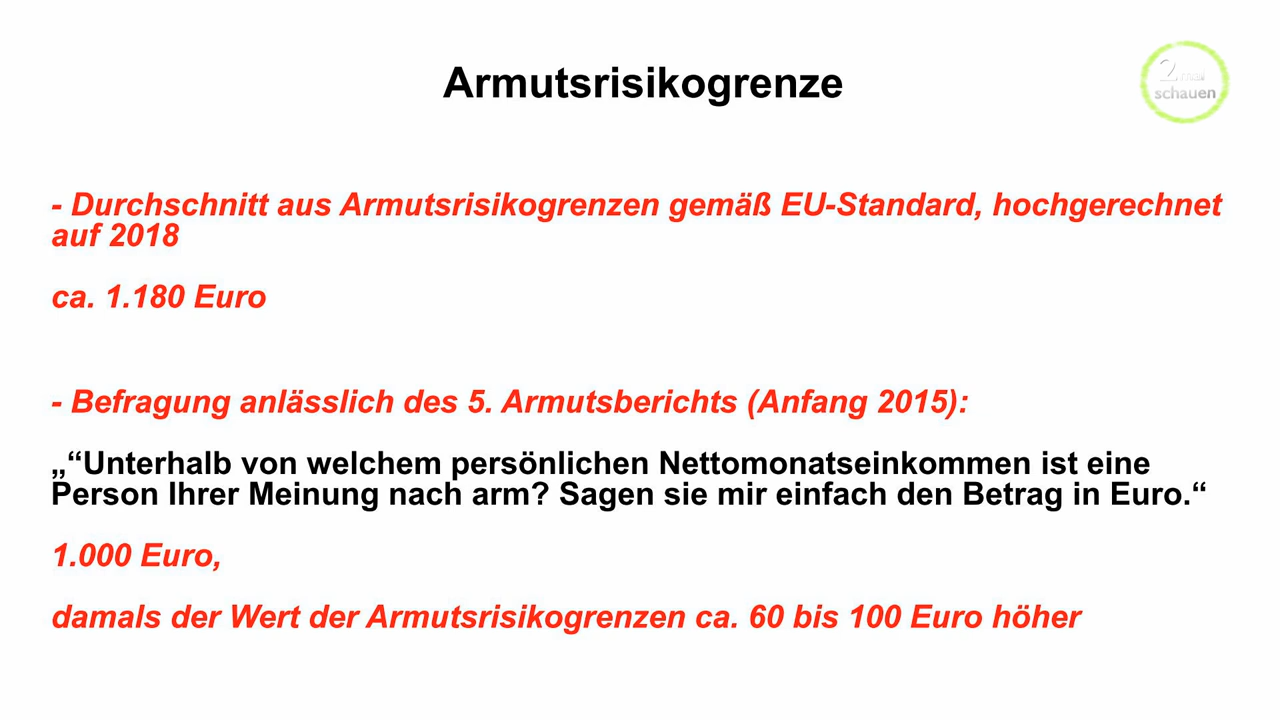 Armutsrisikogrenze
2 mal
schauen
- Durchschnitt aus Armutsrisikogrenzen gemäß EU-Standard, hochgerechnet
auf 2018
ca. 1.180 Euro
- Befragung anlässlich des 5. Armutsberichts (Anfang 2015):
„“Unterhalb von welchem persönlichen Nettomonatseinkommen ist eine
Person Ihrer Meinung nach arm? Sagen sie mir einfach den Betrag in Euro.“
1.000 Euro,
damals der Wert der Armutsrisikogrenzen ca. 60 bis 100 Euro höher